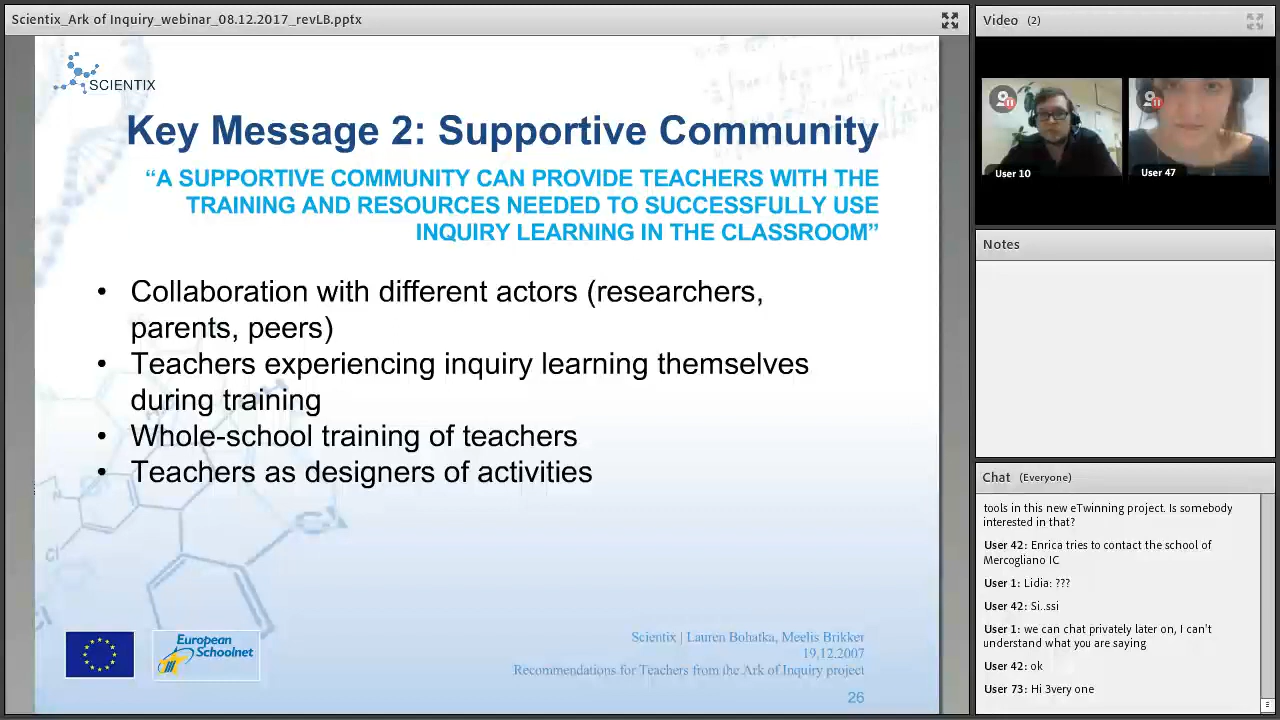 Scientix_Ark of Inquiry_webinar_08.12.2017_revLB.pptx
SCIENTIX
Key Message 2: Supportive Community
“A SUPPORTIVE COMMUNITY CAN PROVIDE TEACHERS WITH THE
TRAINING AND RESOURCES NEEDED TO SUCCESSFULLY USE
INQUIRY LEARNING IN THE CLASSROOM”
• Collaboration with different actors (researchers,
parents, peers)
• Teachers experiencing inquiry learning themselves
during training
• Whole-school training of teachers
• Teachers as designers of activities
Cl
European
Schoolnet
Scientix | Lauren Bohatka, Meelis Brikker
19,12.2007
Recommendations for Teachers from the Ark of Inquiry project
26
Video (2)
User 10
User 47
Notes
Chat (Everyone)
tools in this new eTwinning project. Is somebody
interested in that?
User 42: Enrica tries to contact the school of
Mercogliano IC
User 1: Lidia: ???
User 42: Si..ssi
User 1: we can chat privately later on, I can't
understand what you are saying
User 42: ok
User 73: Hi 3very one